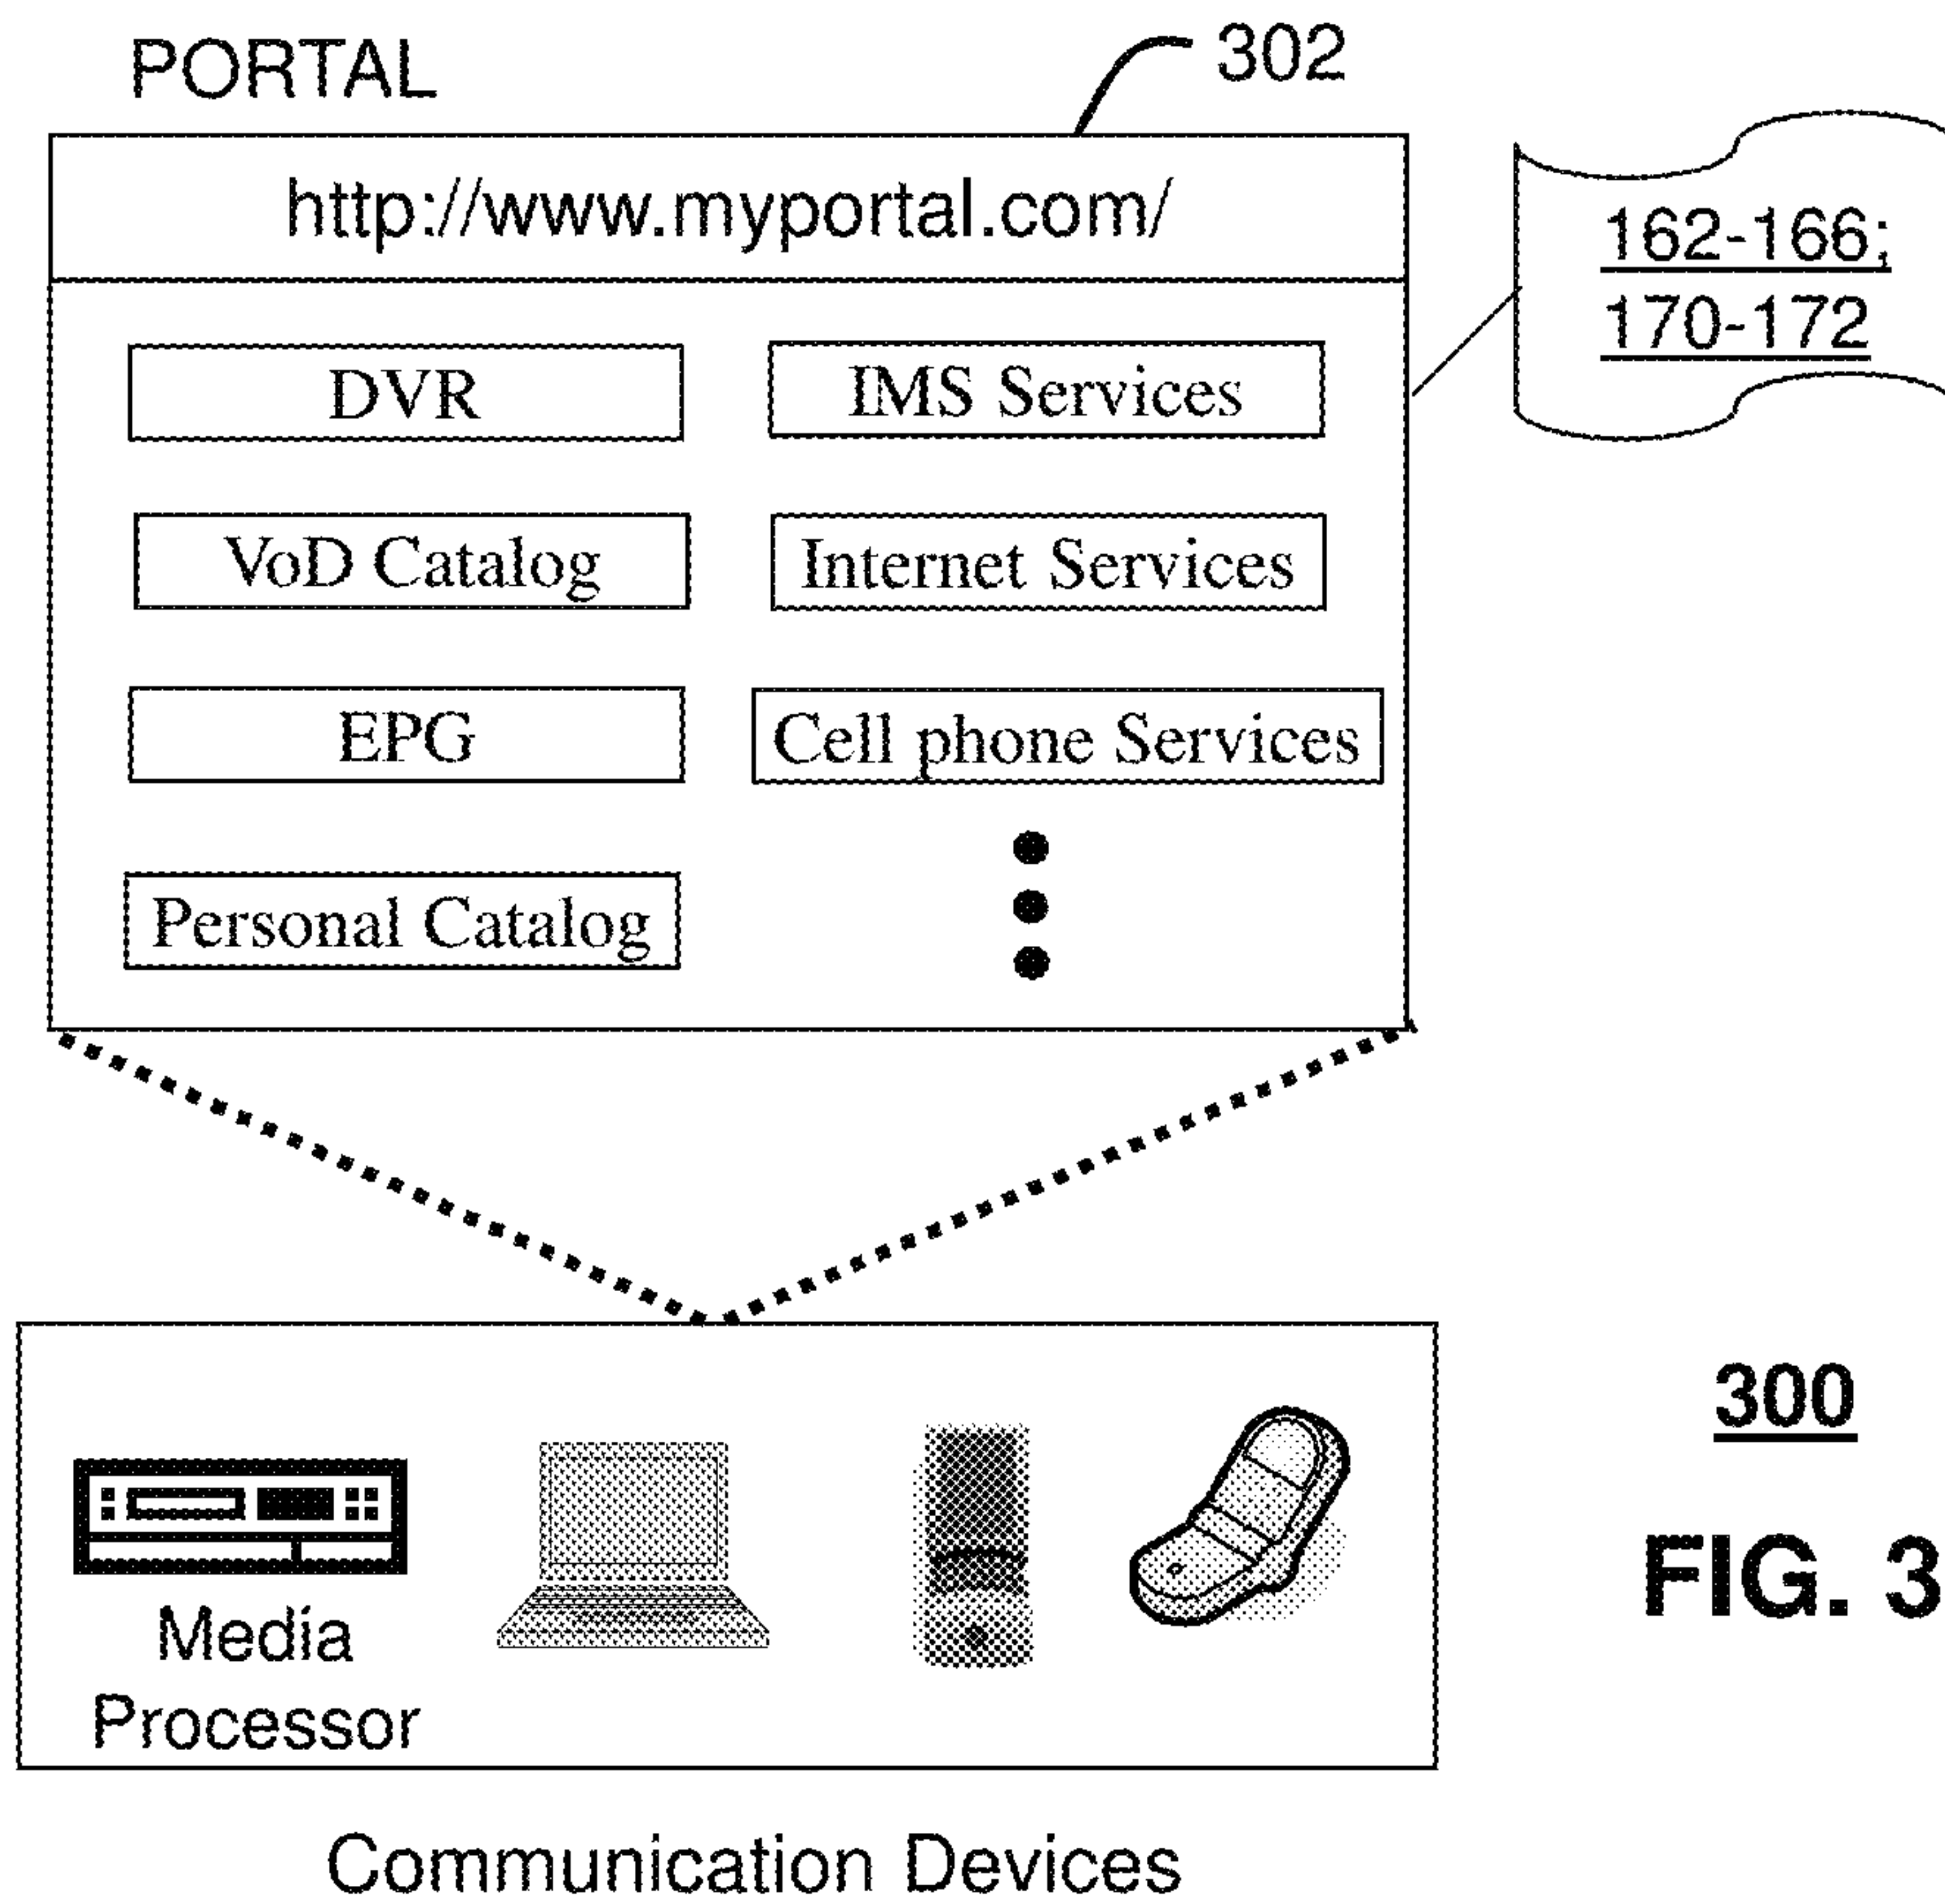 PORTAL
302
http://www.myportal.com/
162-166;
170-172
DVR
IMS Services
VoD Catalog
Internet Services
EPG
Cell phone Services
Personal Catalog
Media
Processor
300
FIG. 3
Communication Devices